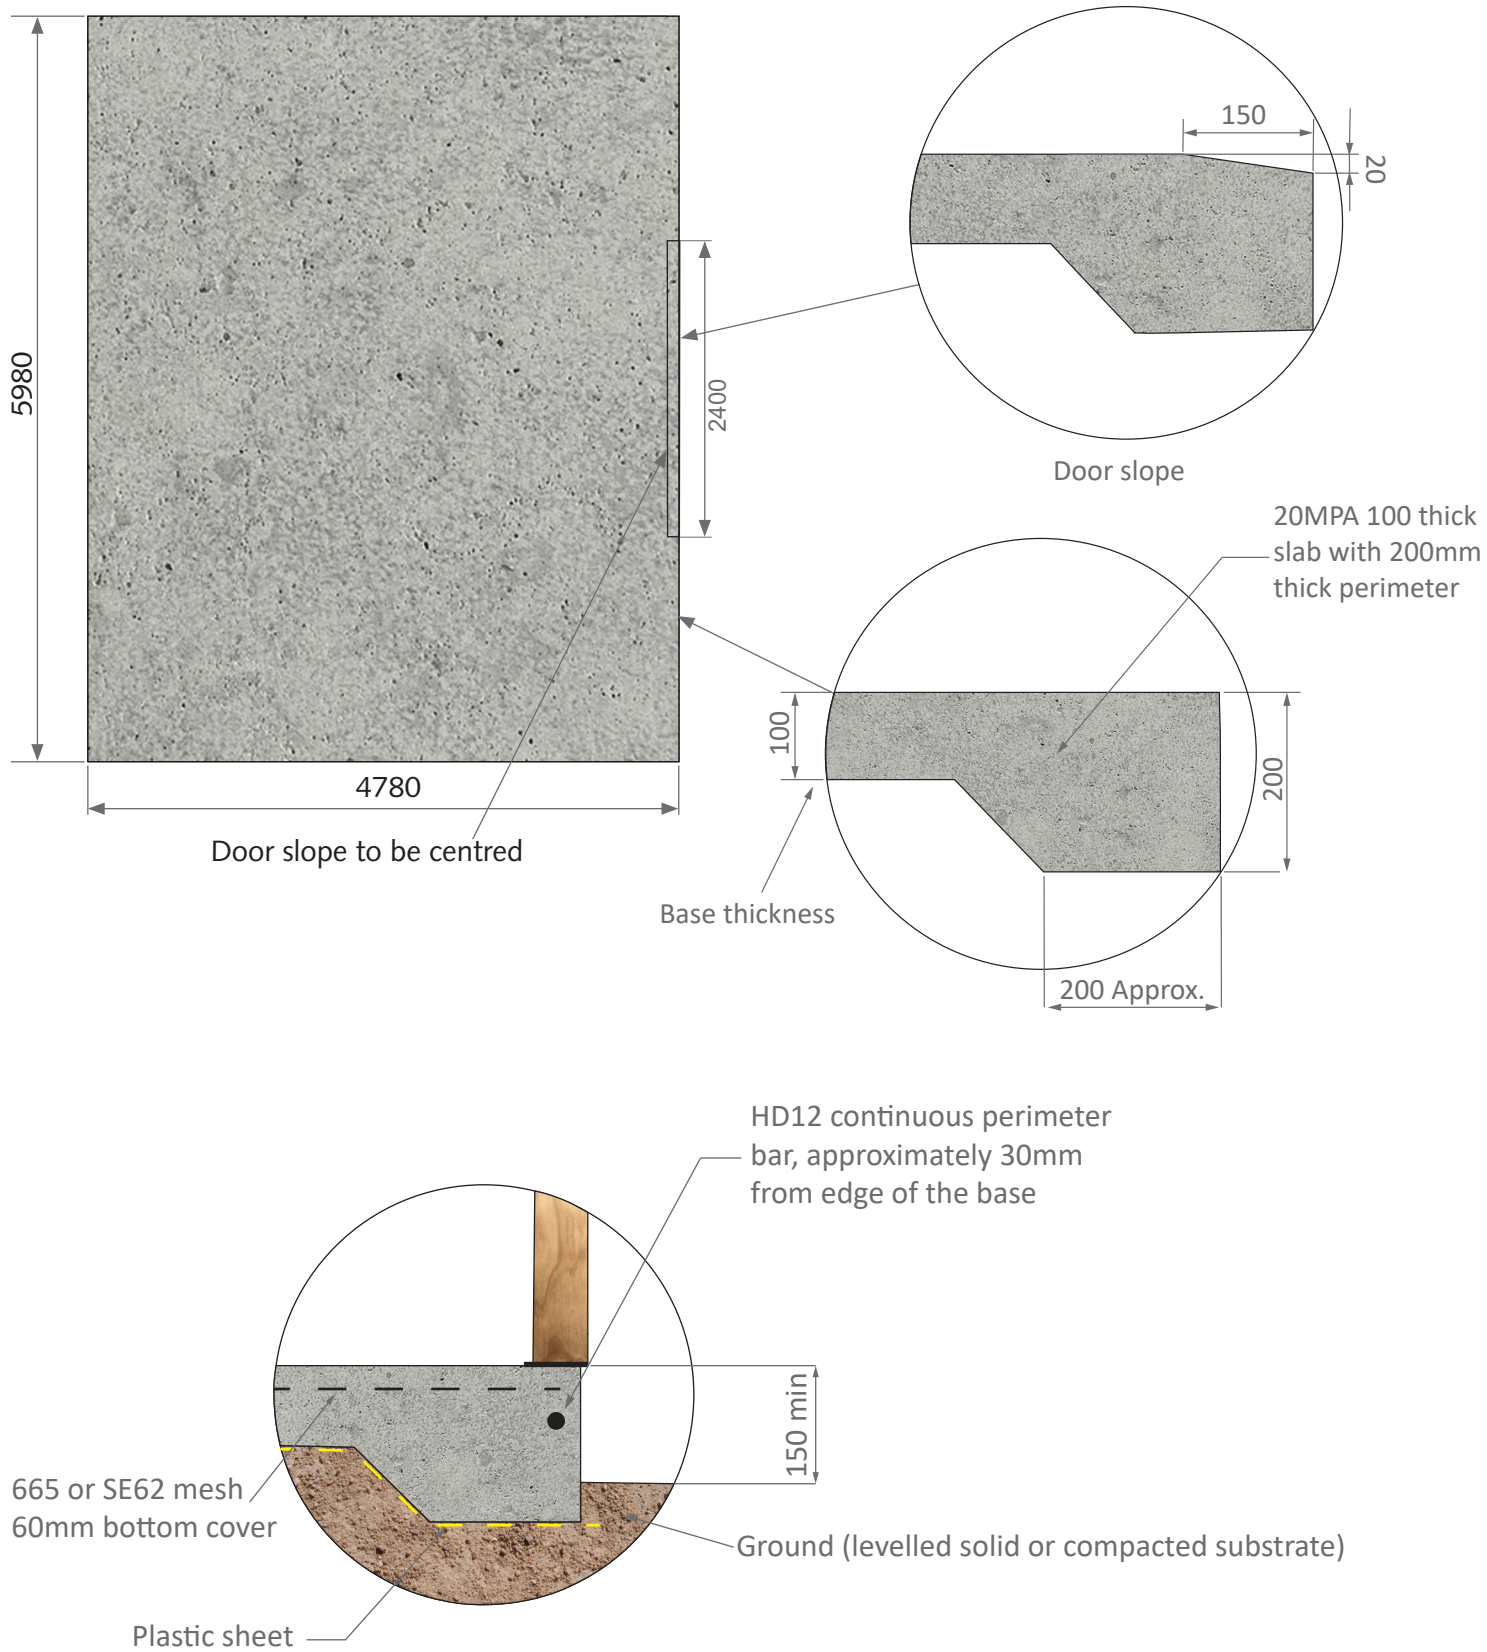 150
20
5980
2400
Door slope
20MPA 100 thick
slab with 200mm
thick perimeter
100
200
4780
Door slope to be centred
Base thickness
200 Approx.
HD12 continuous perimeter
bar, approximately 30mm
from edge of the base
150 min
665 or SE62 mesh
60mm bottom cover
Ground (levelled solid or compacted substrate)
Plastic sheet